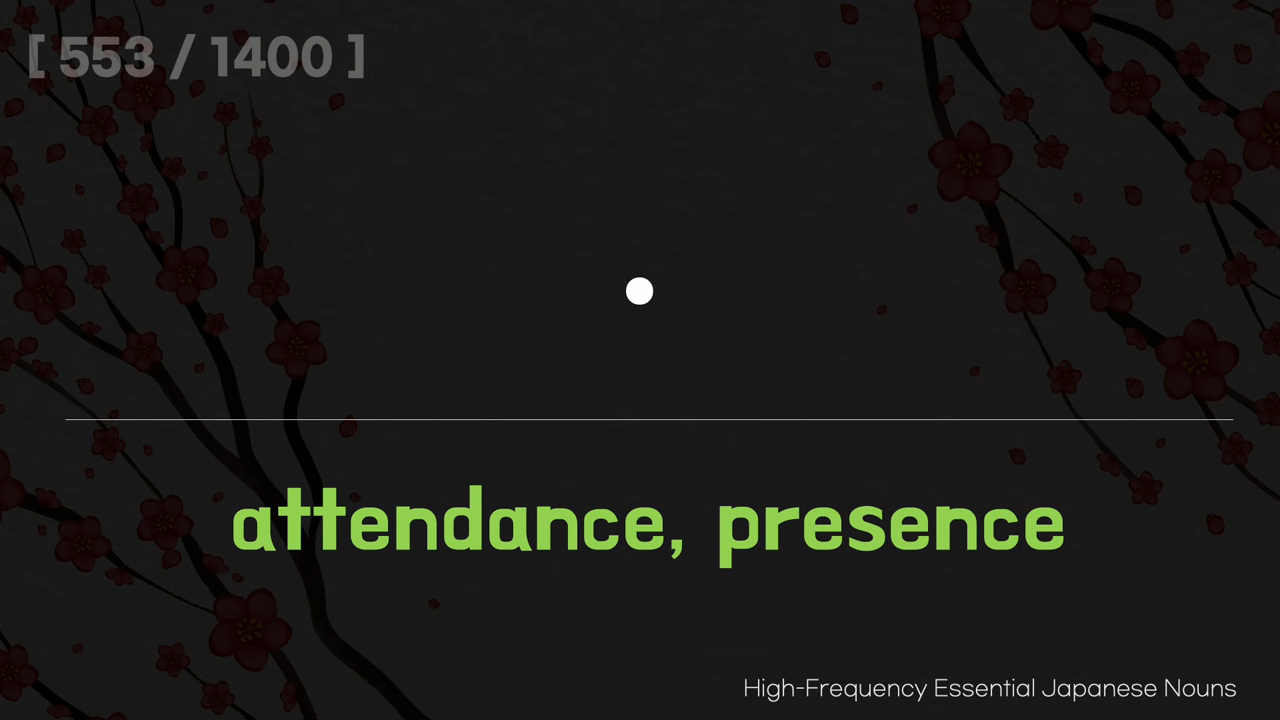 [ 553 / 1400 ]
attendance, presence
High-Frequency Essential Japanese Nouns